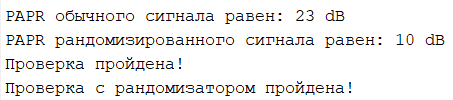 PAPR обычного сигнала равен: 23 dB
PAPR рандомизированного сигнала равен: 10 dB
Проверка пройдена!
Проверка с рандомизатором пройдена!